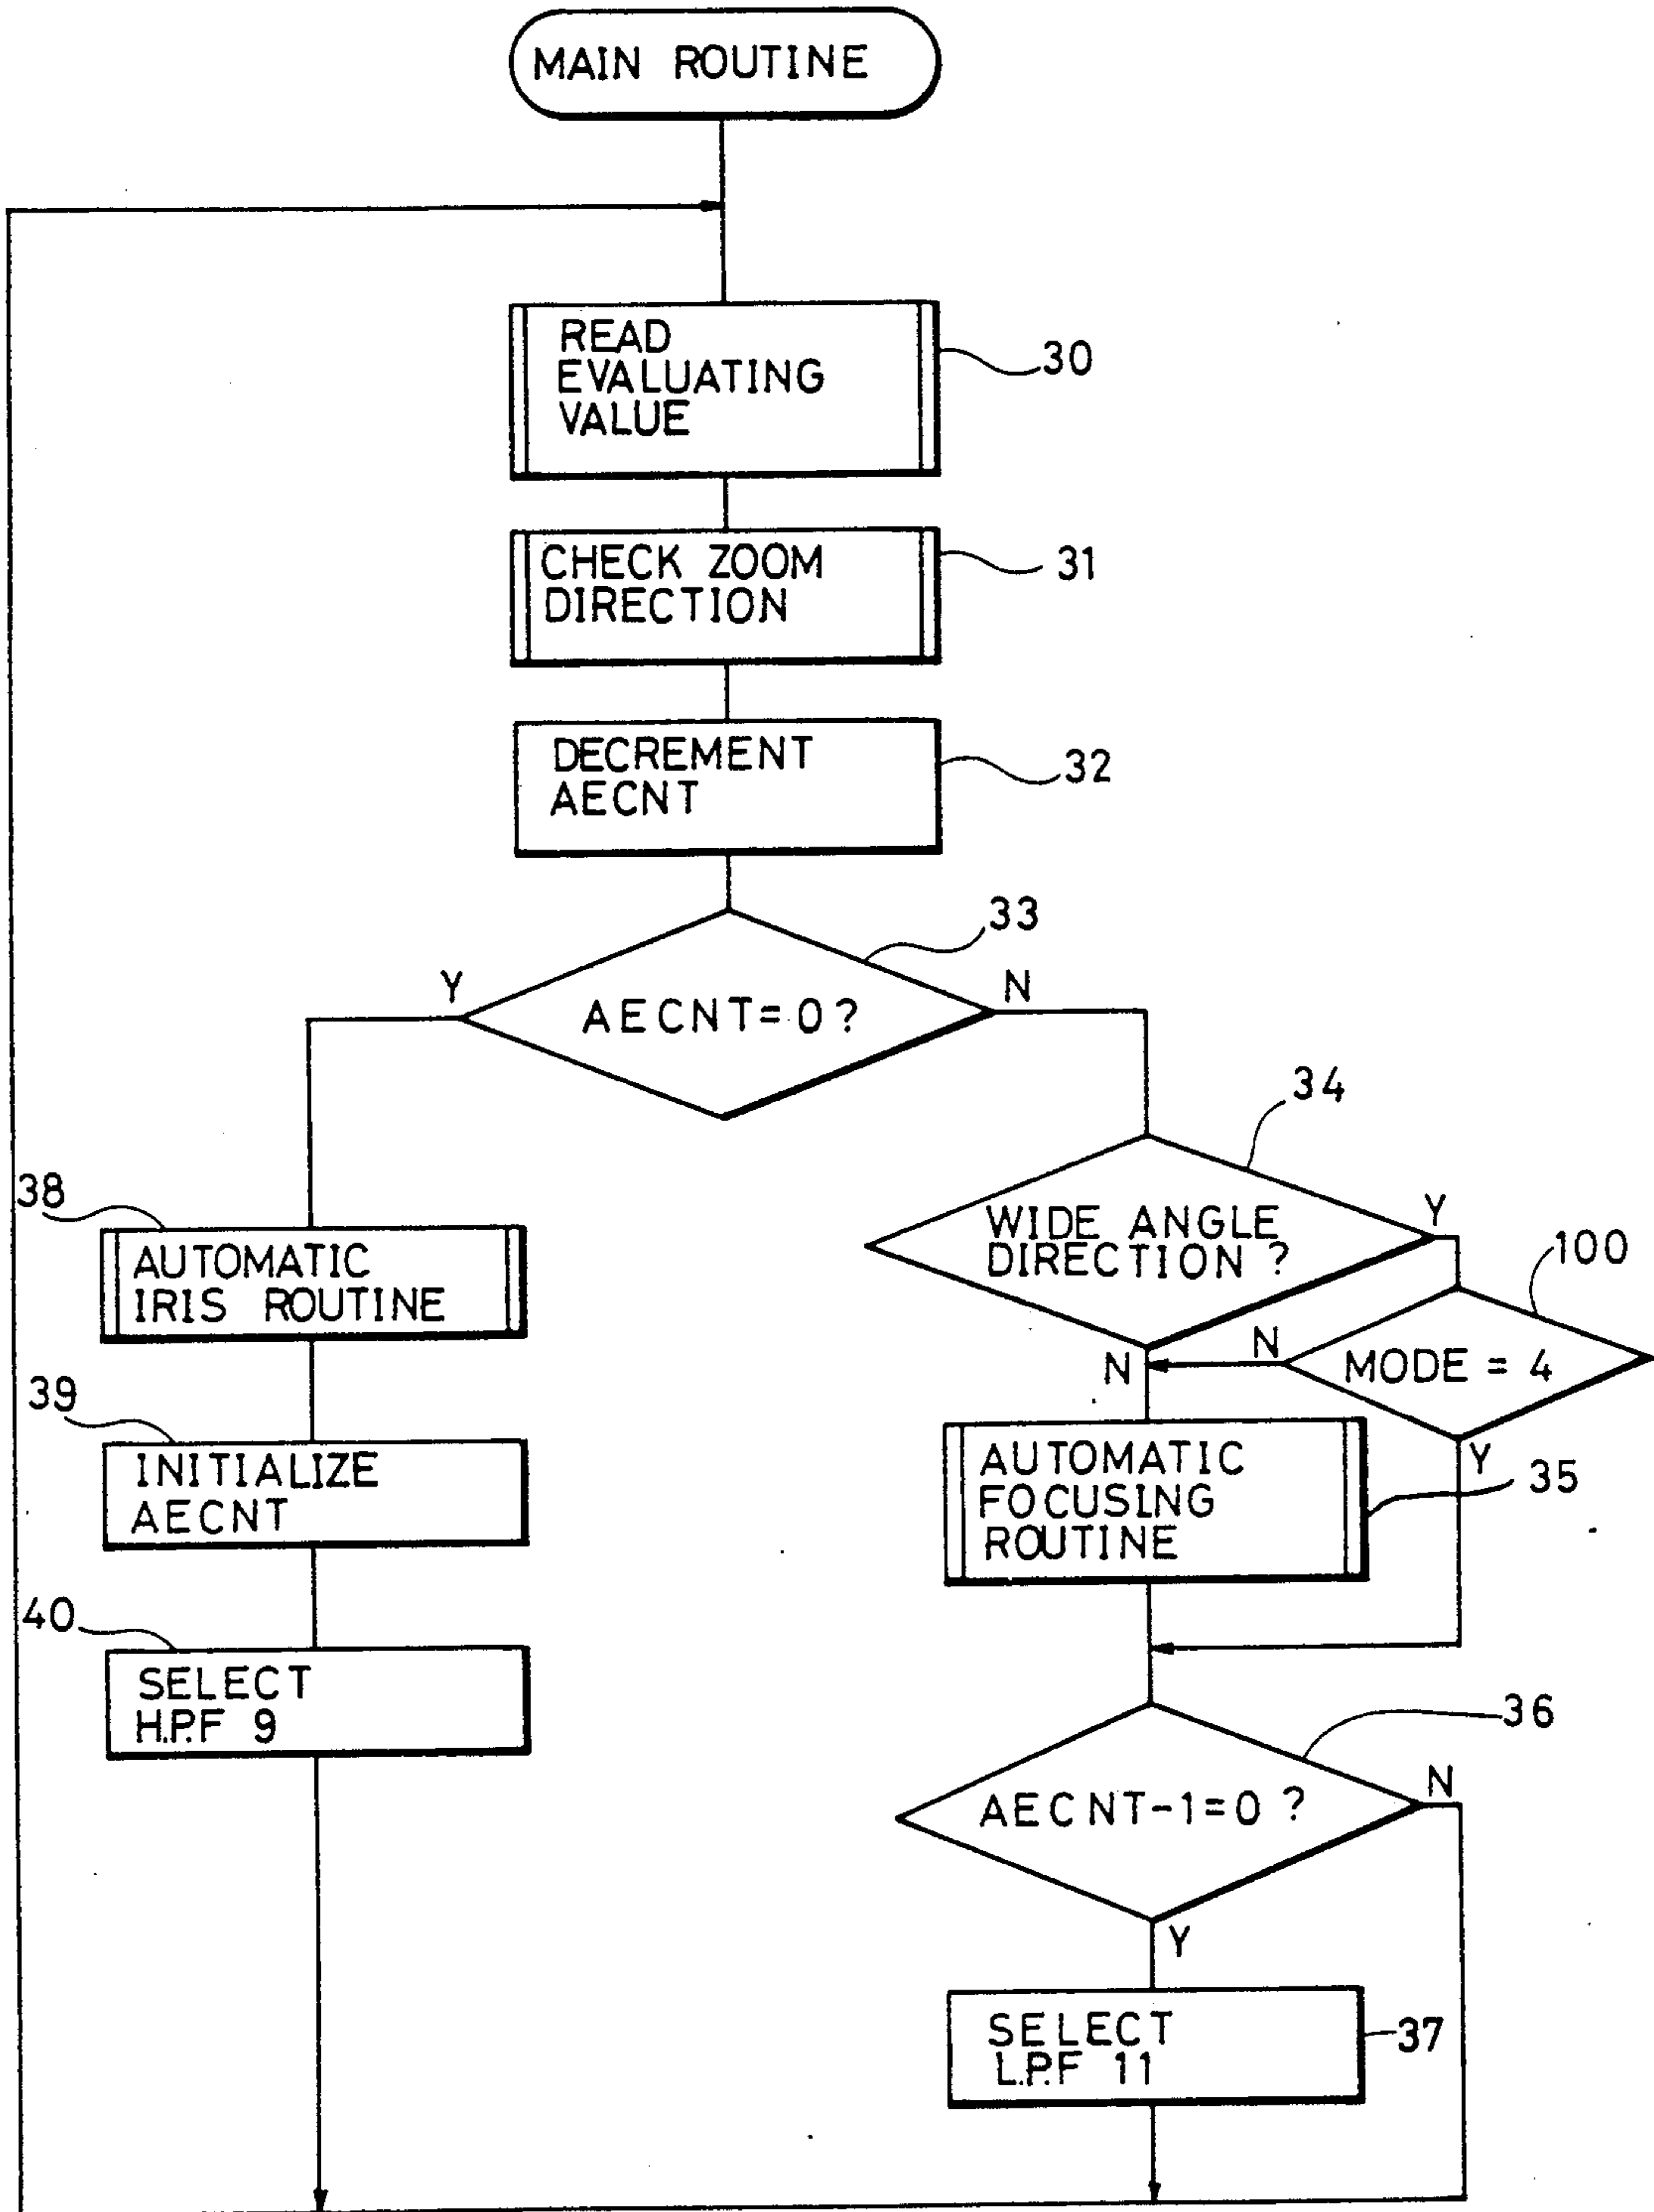 MAIN ROUTINE
READ
EVALUATING
VALUE
30
CHECK ZOOM
DIRECTION
31
DECREMENT
AECNT
32
33
Y
N
AECNT=0?
34
38
WIDE ANGLE
DIRECTION ?
Y
100
AUTOMATIC
IRIS ROUTINE
N
N
MODE = 4
Y
39
INITIALIZE
AECNT
AUTOMATIC
FOCUSING
ROUTINE
35
40
SELECT
H.P.F 9
36
AECNT-1=0 ?
N
Y
SELECT
L.P.F 11
37